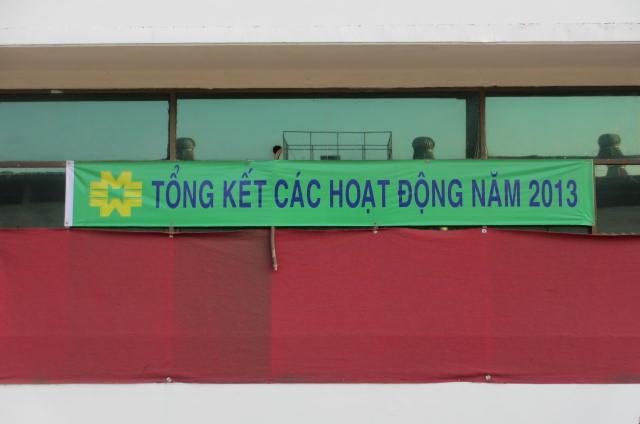 TỔNG KẾT CÁC HOẠT ĐỘNG NĂM 2013